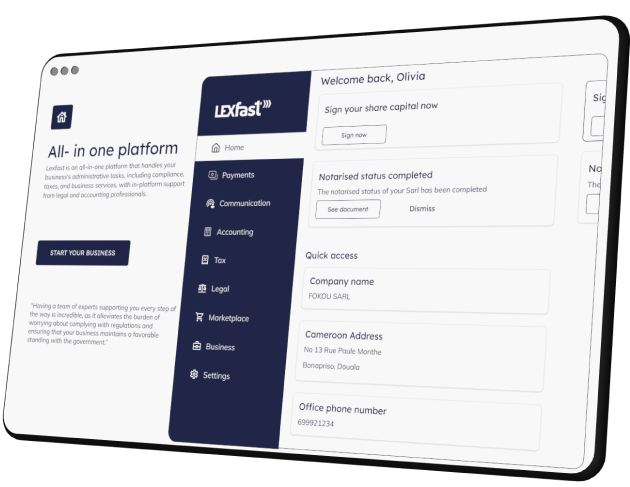 All- in one platform
Lexfast is an all-in-one platform that handles your
business's administrative tasks, including compliance,
taxes, and business services, with in-platform support
from legal and accounting professionals.
START YOUR BUSINESS
"Having a team of experts supporting you every step of
the way is incredible, as it alleviates the burden of
worrying about complying with regulations and
ensuring that your business maintains a favorable
standing with the government."
LEXfast
Home
Payments
Communication
Accounting
Tax
Legal
Marketplace
Business
Settings
Welcome back, Olivia
Sign your share capital now
Sign now
Notarised status completed
The notarised status of your Sarl has been completed
See document
Dismiss
Quick access
Company name
FOKOU SARL
Cameroon Address
No 13 Rue Paule Monthe
Bonapriso, Douala
Office phone number
699921234
Sig
No
The